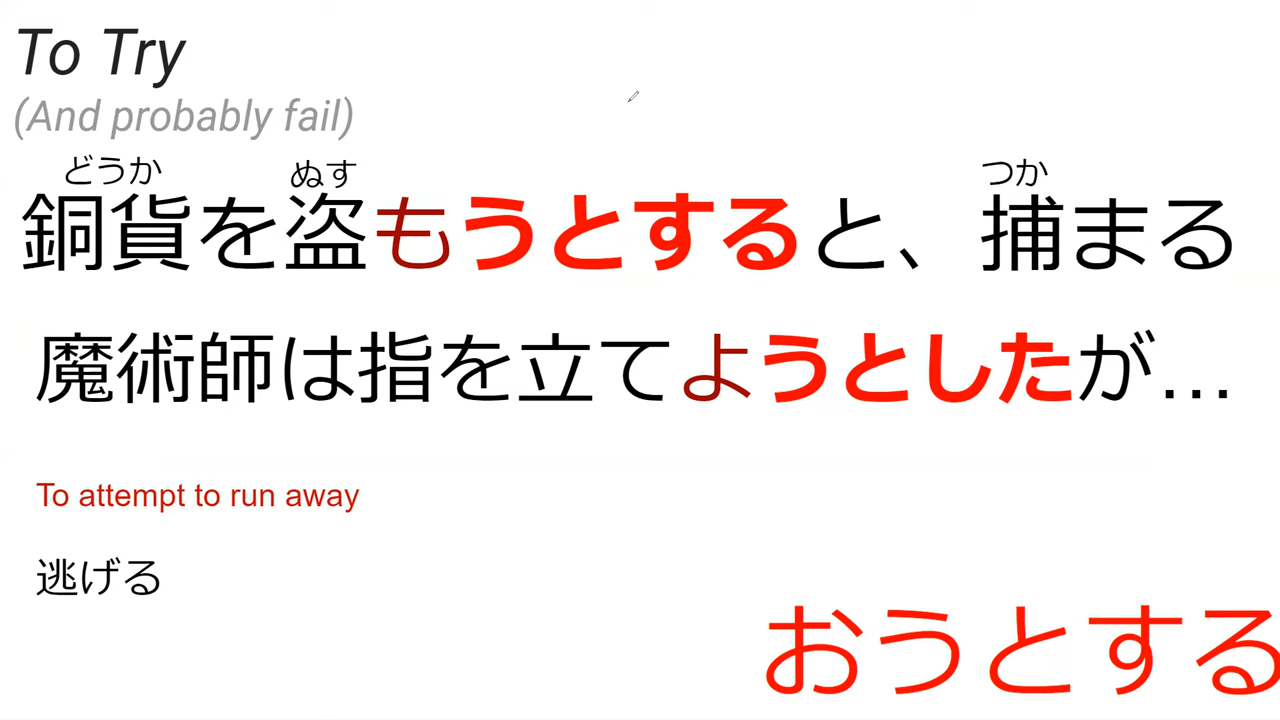 To Try
(And probably fail)
どうか ぬす つか
銅貨を盗もうとすると、捕まる
魔術師は指を立てようとしたが…
To attempt to run away
逃げる
おうとする